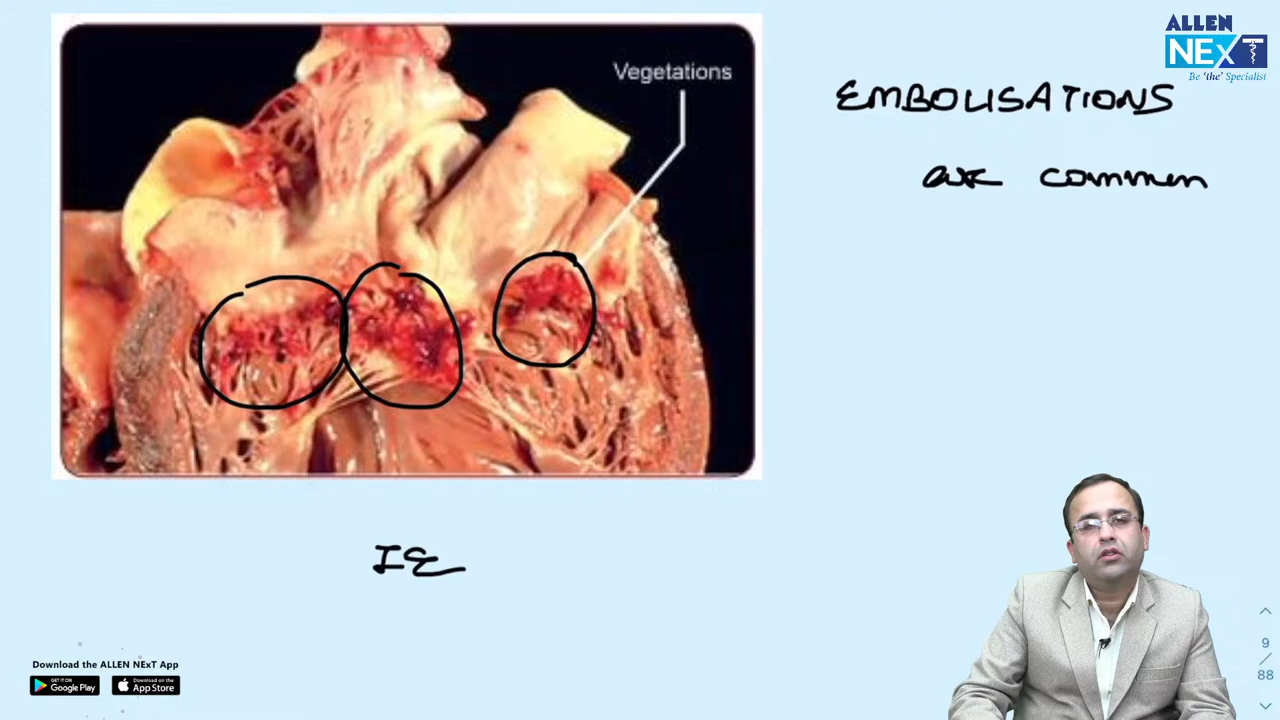 ALLEN
NExT
Be 'the' Specialist
Vegetations
EMBOLISATIONS
are common
IE
Download the ALLEN NExT App
GET IT ON
Google Play
Download on the
App Store
9
/
88